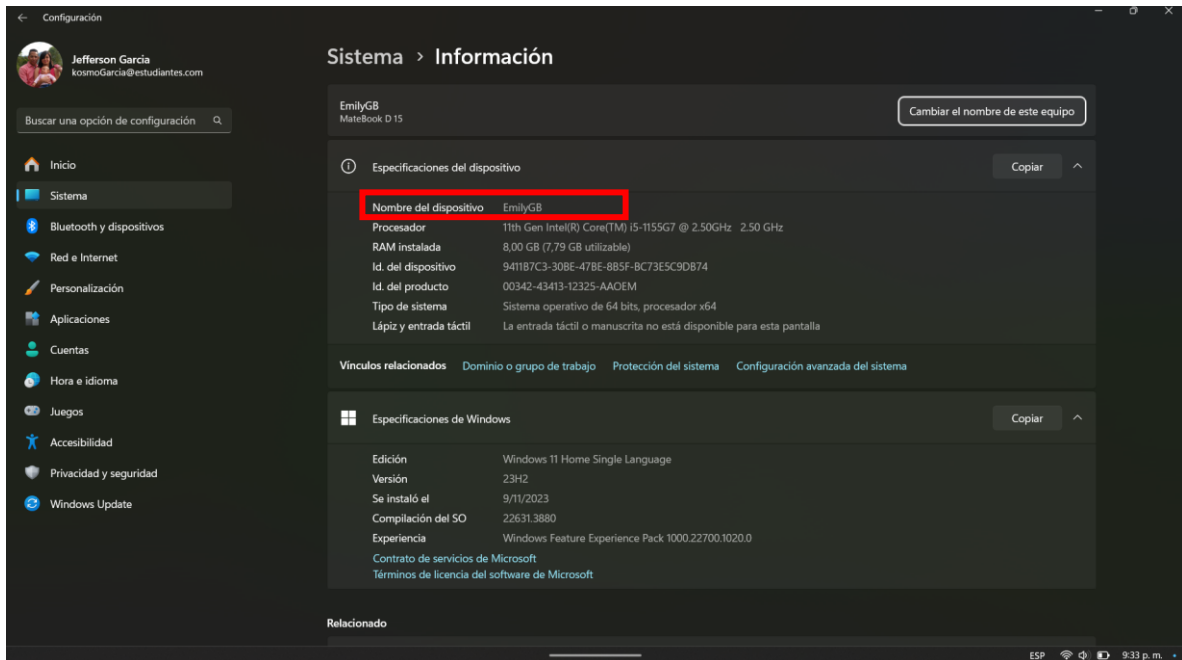 Configuración
Jefferson Garcia
kosmoGarcia@estudiantes.com
Buscar una opción de configuración
Inicio
Sistema
Bluetooth y dispositivos
Red e Internet
Personalización
Aplicaciones
Cuentas
Hora e idioma
Juegos
Accesibilidad
Privacidad y seguridad
Windows Update
Sistema > Información
EmilyGB
MateBook D 15
Cambiar el nombre de este equipo
Especificaciones del dispositivo
Copiar
Nombre del dispositivo EmilyGB
Procesador 11th Gen Intel(R) Core(TM) i5-1155G7 @ 2.50GHz 2.50 GHz
RAM instalada 8,00 GB (7,79 GB utilizable)
Id. del dispositivo 9411B7C3-30BE-47BE-8B5F-BC73E5C9DB74
Id. del producto 00342-43413-12325-AAOEM
Tipo de sistema Sistema operativo de 64 bits, procesador x64
Lápiz y entrada táctil La entrada táctil o manuscrita no está disponible para esta pantalla
Vínculos relacionados Dominio o grupo de trabajo Protección del sistema Configuración avanzada del sistema
Especificaciones de Windows
Copiar
Edición Windows 11 Home Single Language
Versión 23H2
Se instaló el 9/11/2023
Compilación del SO 22631.3880
Experiencia Windows Feature Experience Pack 1000.22700.1020.0
Contrato de servicios de Microsoft
Términos de licencia del software de Microsoft
Relacionado
ESP 9:33 p. m.